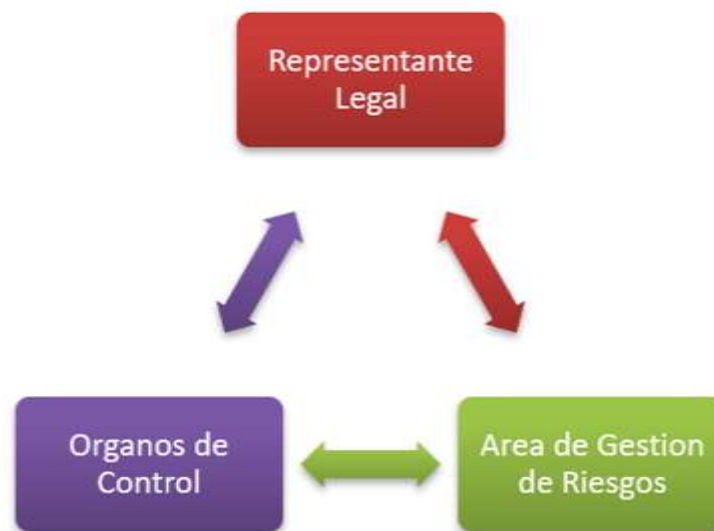 Representante
Legal
Organos de
Control
Area de Gestion
de Riesgos